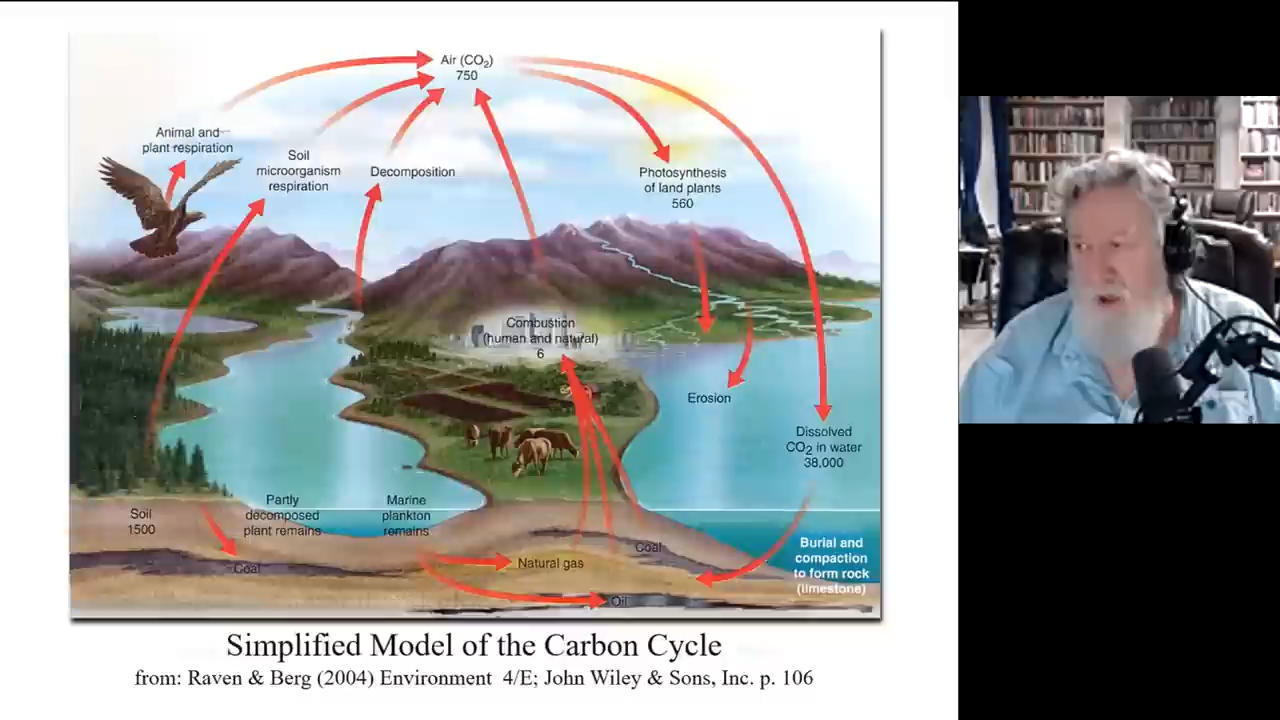 Air (CO₂)
750
Animal and
plant respiration
Soil
microorganism
respiration
Decomposition
Photosynthesis
of land plants
560
Combustion
(human and natural)
6
Erosion
Dissolved
CO₂ in water
38,000
Soil
1500
Partly
decomposed
plant remains
Marine
plankton
remains
Coal
Natural gas
Coal
Oil
Burial and
compaction
to form rock
(limestone)
Simplified Model of the Carbon Cycle
from: Raven & Berg (2004) Environment 4/E; John Wiley & Sons, Inc. p. 106